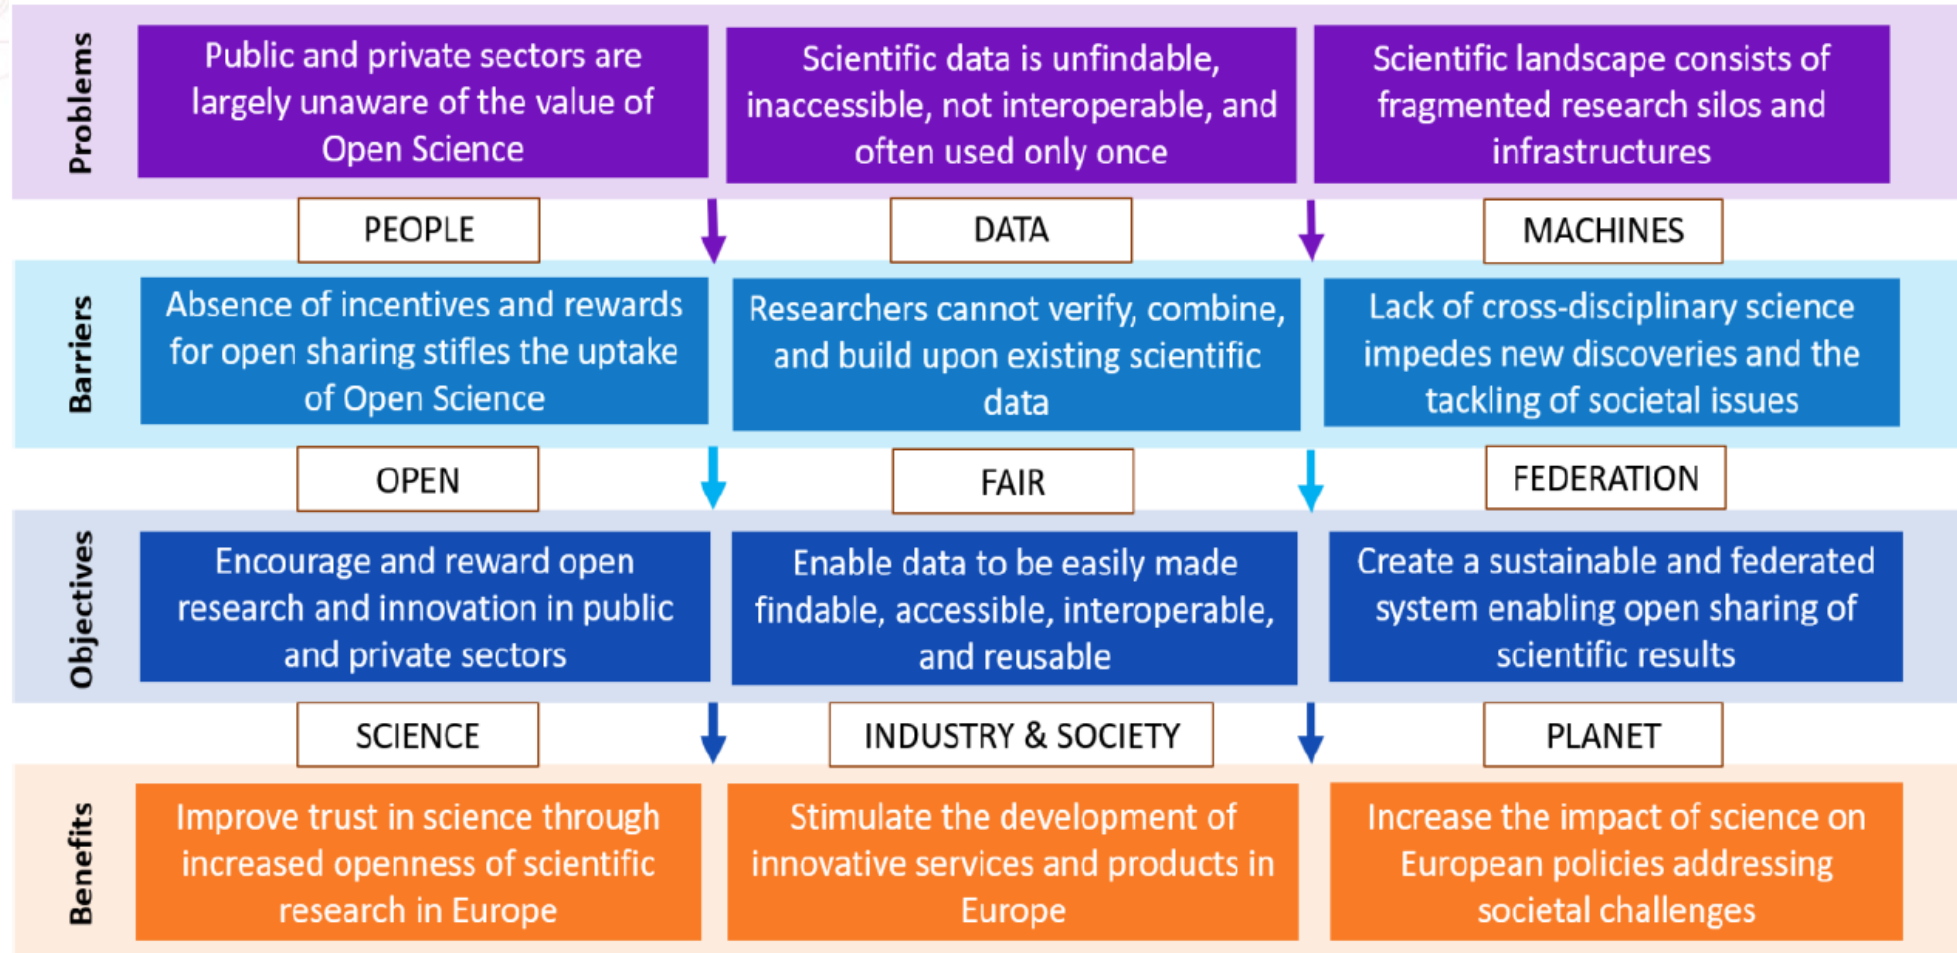 Problems
Public and private sectors are
largely unaware of the value of
Open Science
Scientific data is unfindable,
inaccessible, not interoperable, and
often used only once
Scientific landscape consists of
fragmented research silos and
infrastructures
PEOPLE
DATA
MACHINES
Barriers
Absence of incentives and rewards
for open sharing stifles the uptake
of Open Science
Researchers cannot verify, combine,
and build upon existing scientific
data
Lack of cross-disciplinary science
impedes new discoveries and the
tackling of societal issues
OPEN
FAIR
FEDERATION
Objectives
Encourage and reward open
research and innovation in public
and private sectors
Enable data to be easily made
findable, accessible, interoperable,
and reusable
Create a sustainable and federated
system enabling open sharing of
scientific results
SCIENCE
INDUSTRY & SOCIETY
PLANET
Benefits
Improve trust in science through
increased openness of scientific
research in Europe
Stimulate the development of
innovative services and products in
Europe
Increase the impact of science on
European policies addressing
societal challenges